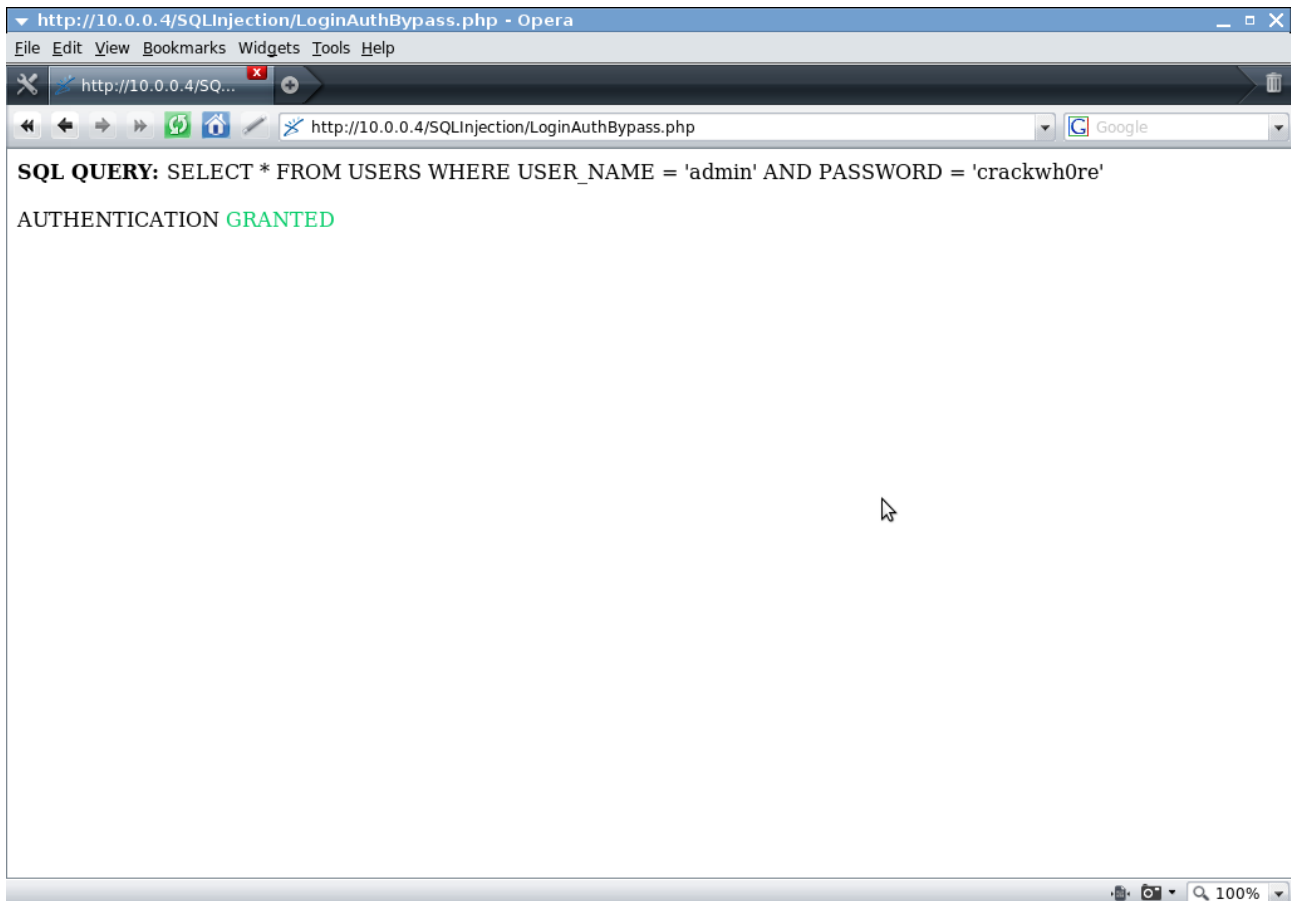 http://10.0.0.4/SQLInjection/LoginAuthBypass.php - Opera
File Edit View Bookmarks Widgets Tools Help
http://10.0.0.4/SQ...
http://10.0.0.4/SQLInjection/LoginAuthBypass.php
G Google
SQL QUERY: SELECT * FROM USERS WHERE USER_NAME = 'admin' AND PASSWORD = 'crackwh0re'
AUTHENTICATION GRANTED
100%